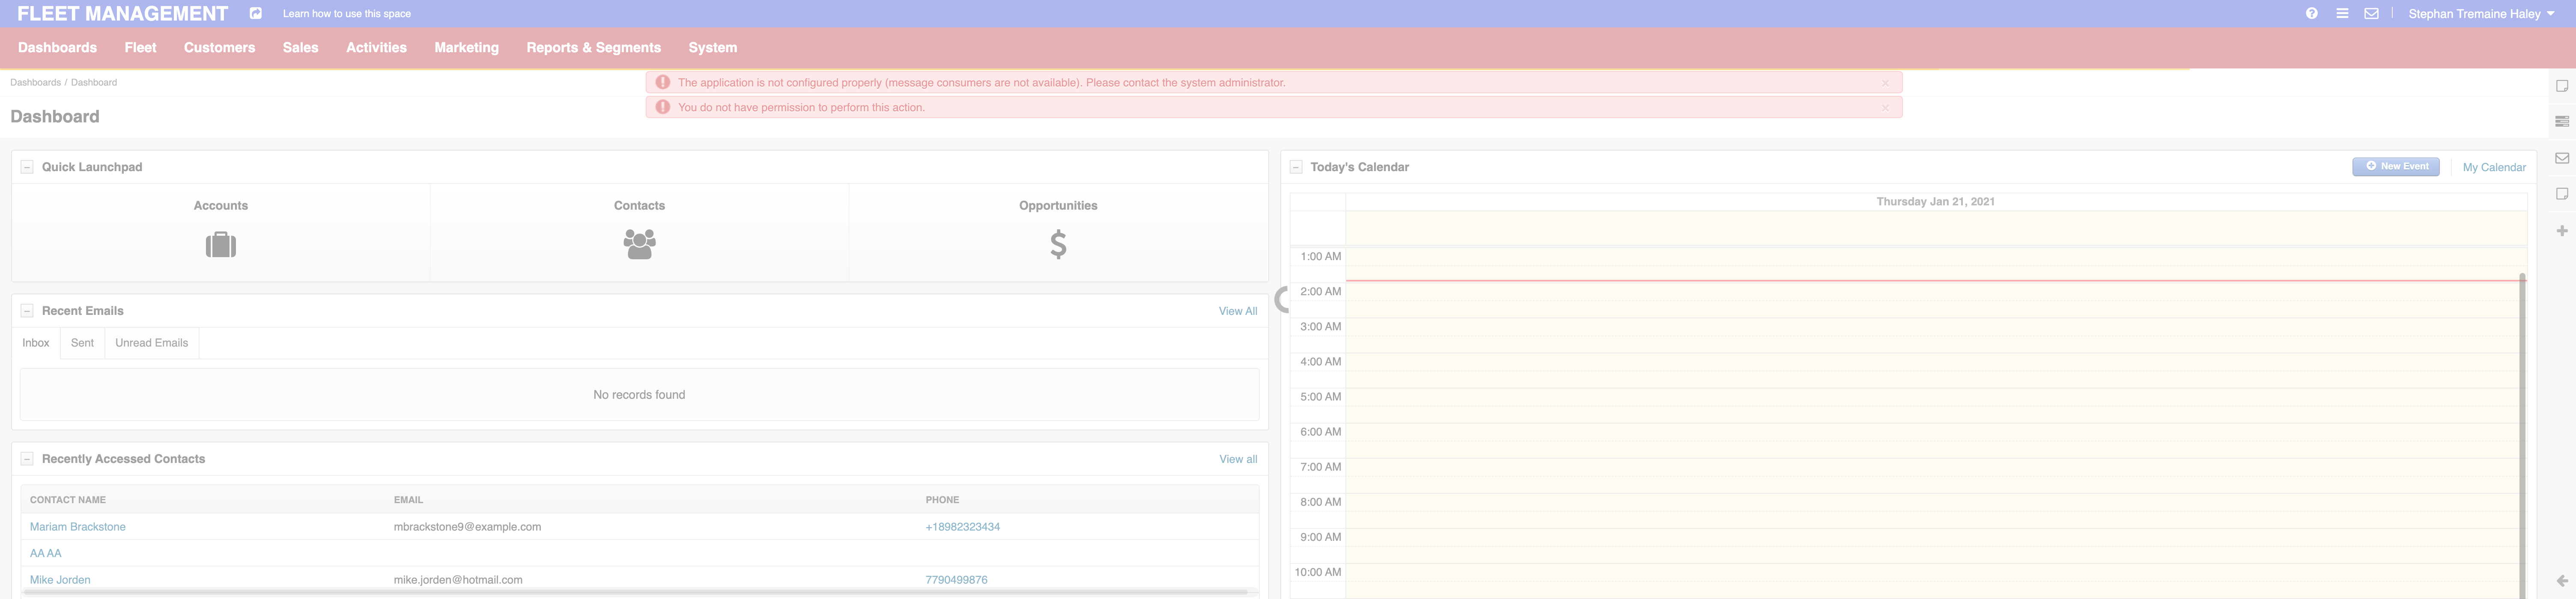 FLEET MANAGEMENT Learn how to use this space Stephan Tremaine Haley
Dashboards Fleet Customers Sales Activities Marketing Reports & Segments System
Dashboards / Dashboard
The application is not configured properly (message consumers are not available). Please contact the system administrator. ×
You do not have permission to perform this action. ×
Dashboard
Quick Launchpad
Accounts Contacts Opportunities
Recent Emails View All
Inbox Sent Unread Emails
No records found
Recently Accessed Contacts View all
CONTACT NAME EMAIL PHONE
Mariam Brackstone mbrackstone9@example.com +18982323434
AA AA
Mike Jorden mike.jorden@hotmail.com 7790499876
Today's Calendar New Event My Calendar
Thursday Jan 21, 2021
1:00 AM
2:00 AM
3:00 AM
4:00 AM
5:00 AM
6:00 AM
7:00 AM
8:00 AM
9:00 AM
10:00 AM